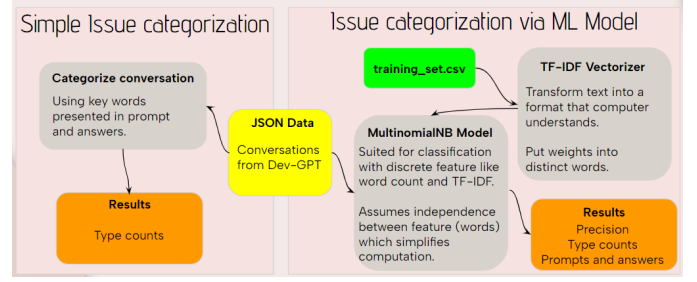 Simple Issue categorization
Issue categorization via ML Model
Categorize conversation
Using key words
presented in prompt
and answers.
Results
Type counts
JSON Data
Conversations
from Dev-GPT
training_set.csv
TF-IDF Vectorizer
Transform text into a
format that computer
understands.
Put weights into
distinct words.
MultinomialNB Model
Suited for classification
with discrete feature like
word count and TF-IDF.
Assumes independence
between feature (words)
which simplifies
computation.
Results
Precision
Type counts
Prompts and answers